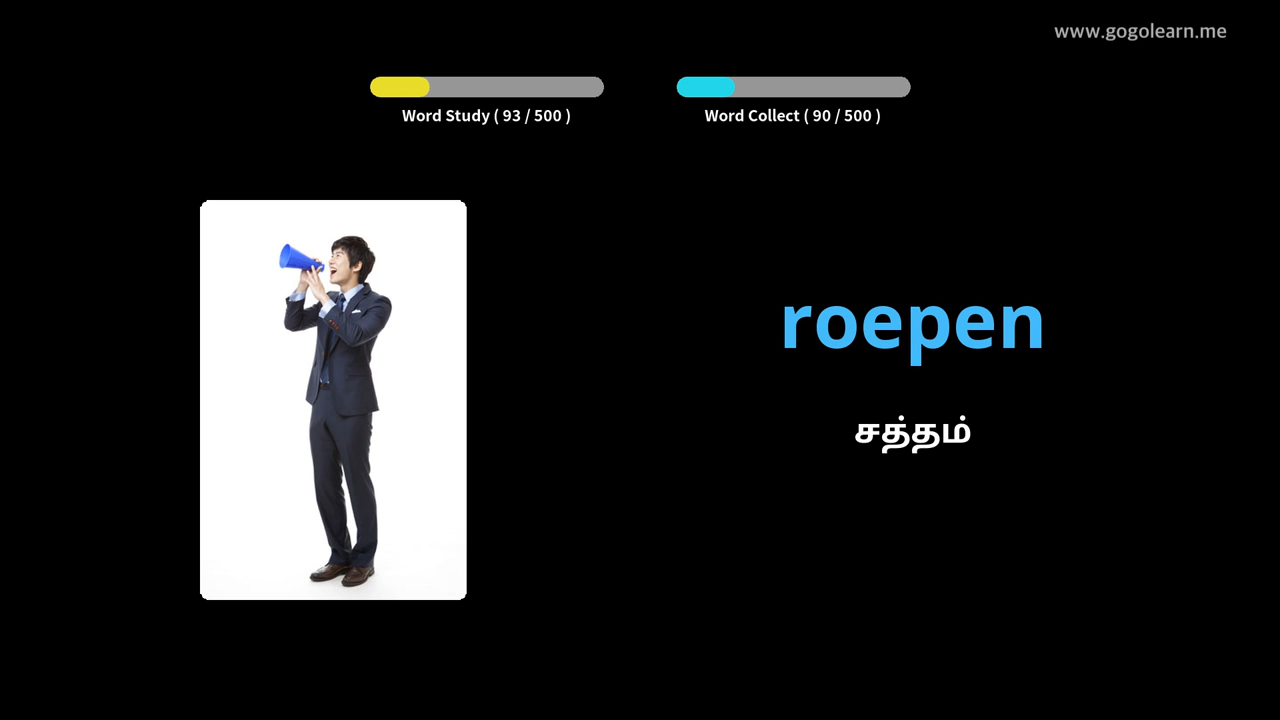 www.gogolearn.me
Word Study ( 93 / 500 )
Word Collect ( 90 / 500 )
roepen
சத்தம்